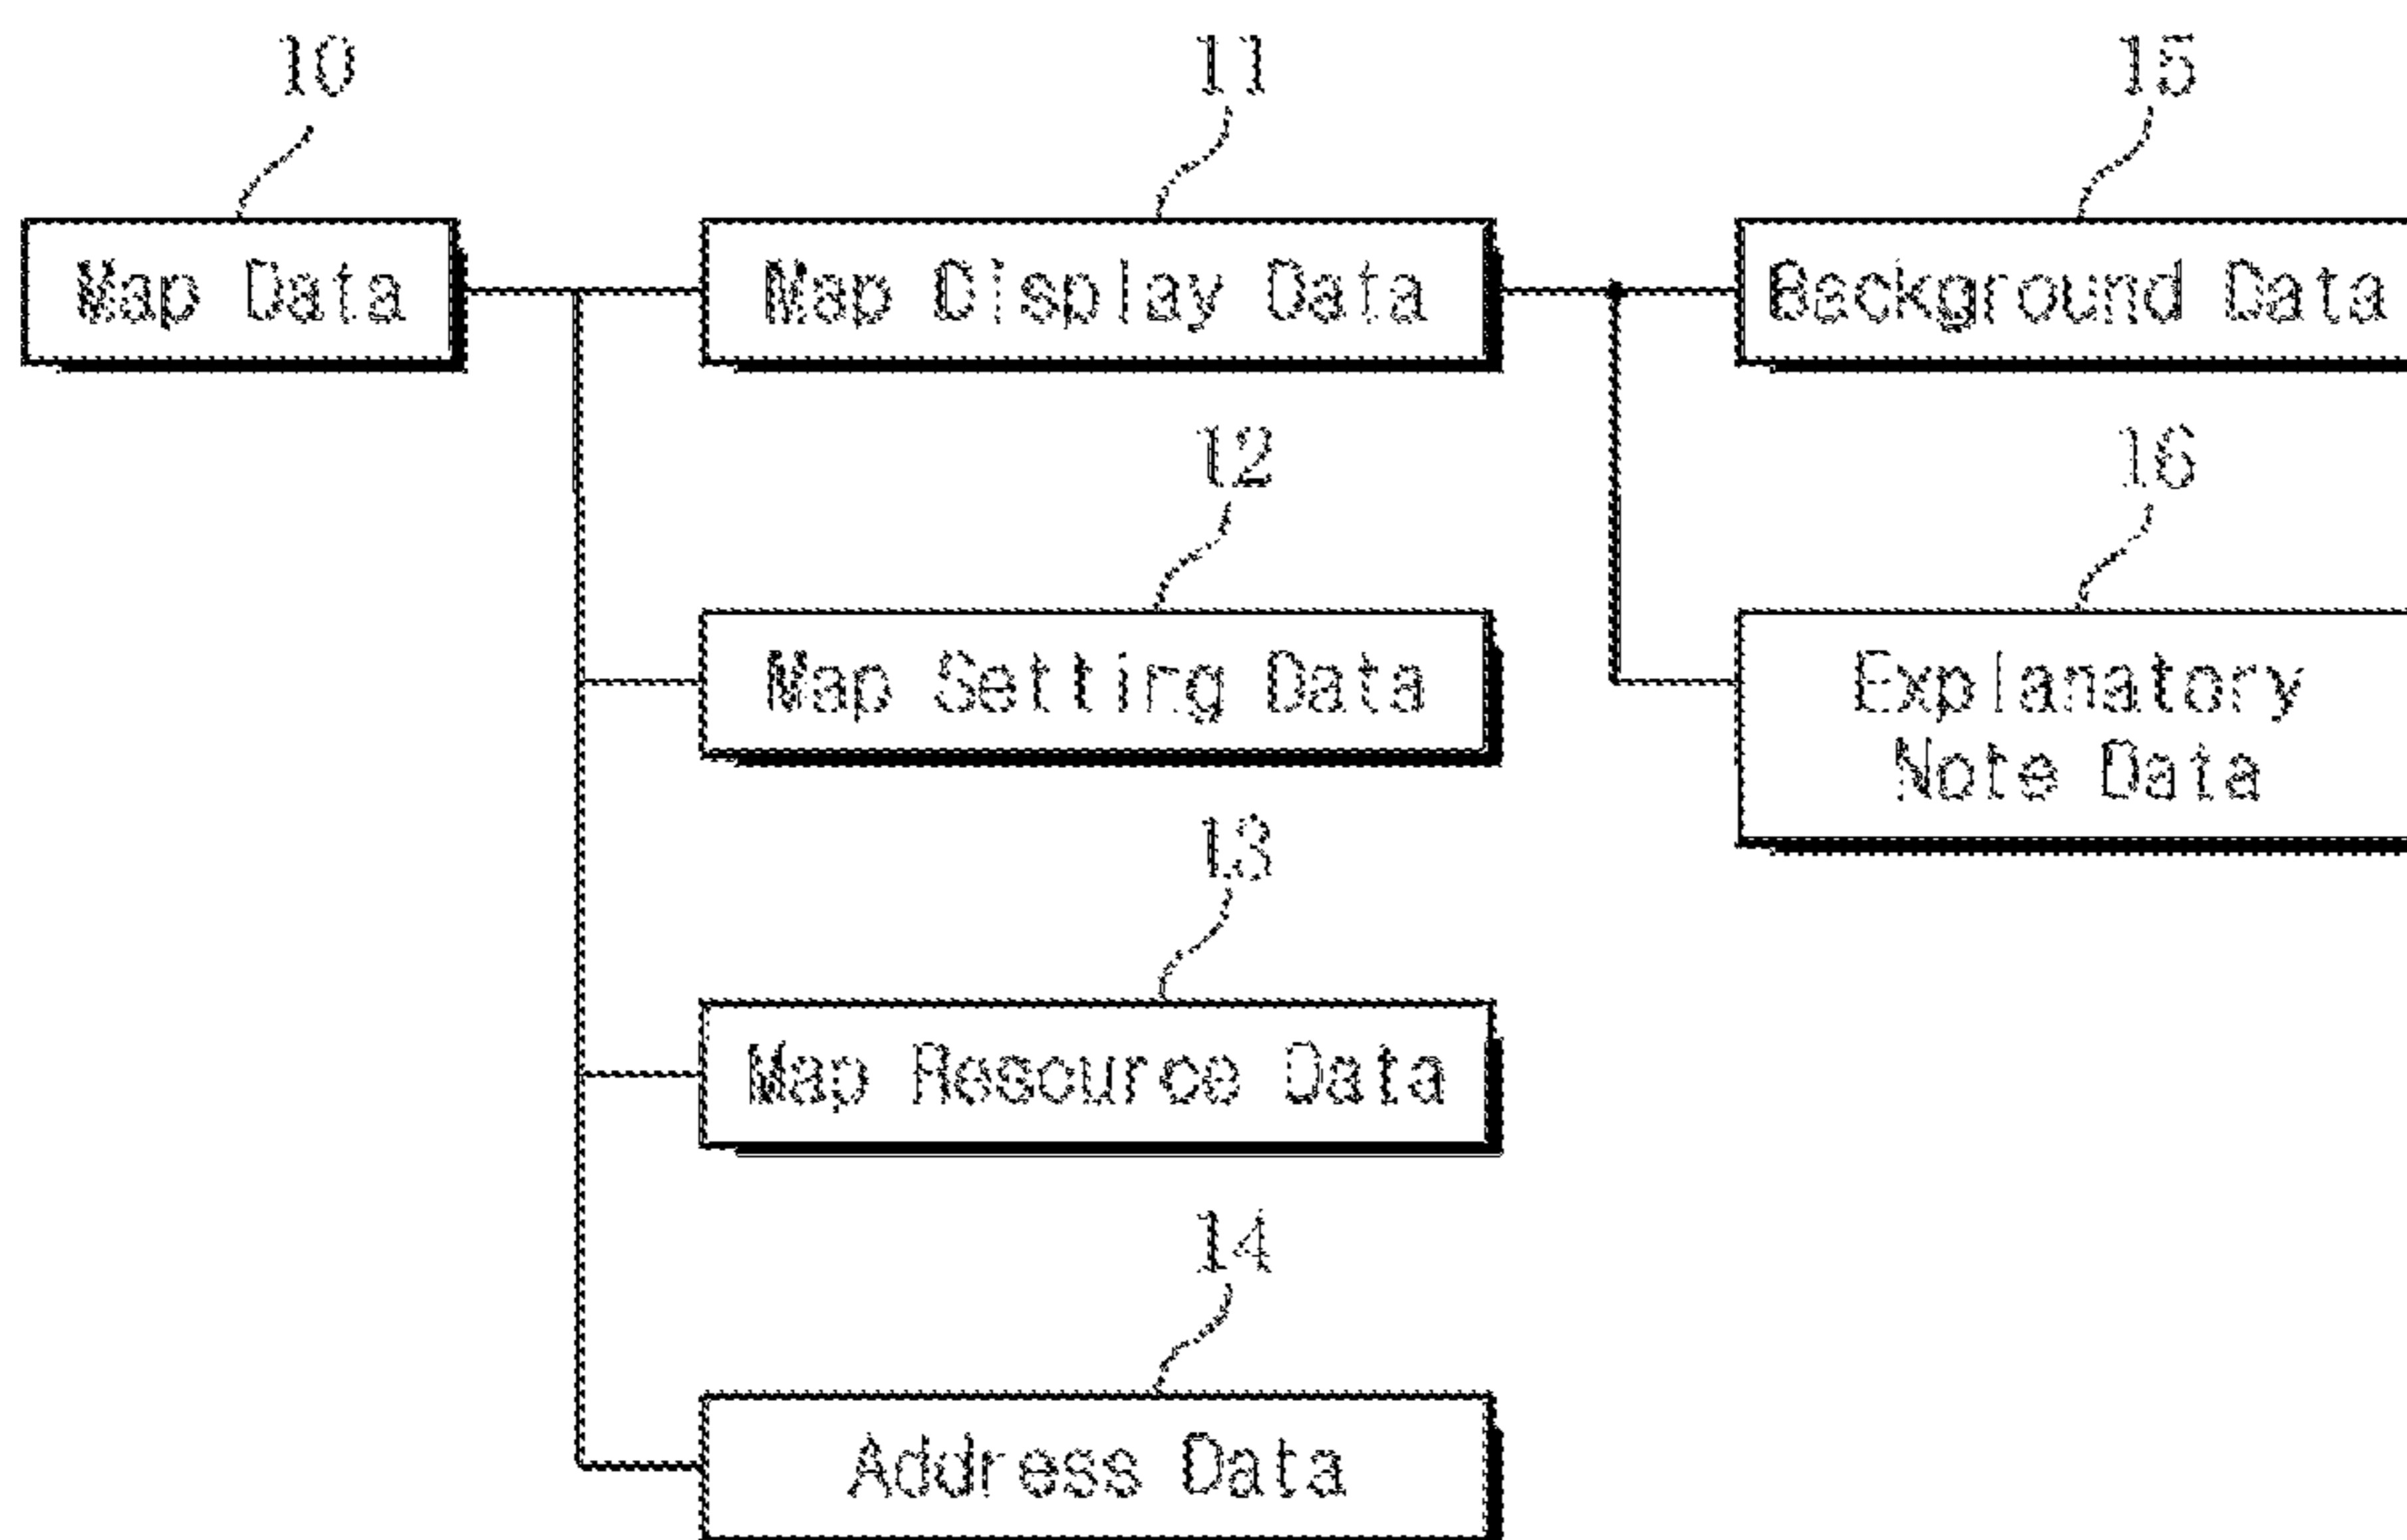 10
11
15
Map Data
Map Display Data
Background Data
12
16
Map Setting Data
Explanatory
Note Data
13
Map Resource Data
14
Address Data